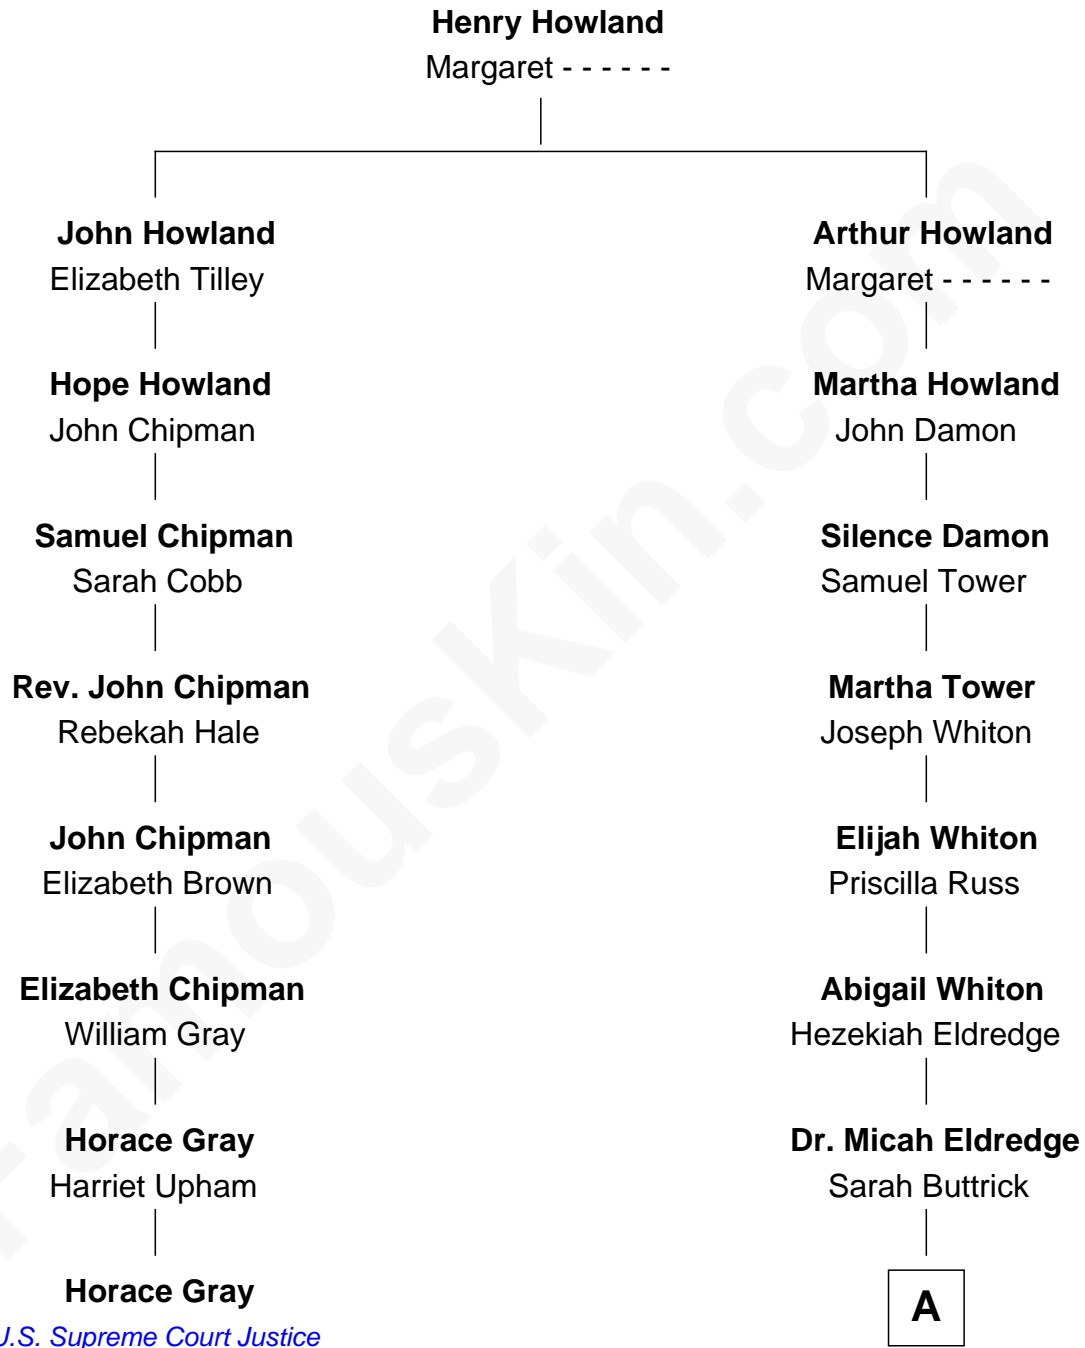 Henry Howland
Margaret - - - - - -
John Howland
Elizabeth Tilley
Arthur Howland
Margaret - - - - - -
Hope Howland
John Chipman
Martha Howland
John Damon
Samuel Chipman
Sarah Cobb
Silence Damon
Samuel Tower
Rev. John Chipman
Rebekah Hale
Martha Tower
Joseph Whiton
John Chipman
Elizabeth Brown
Elijah Whiton
Priscilla Russ
Elizabeth Chipman
William Gray
Abigail Whiton
Hezekiah Eldredge
Horace Gray
Harriet Upham
Dr. Micah Eldredge
Sarah Buttrick
Horace Gray
U.S. Supreme Court Justice
A
FamousKin.com